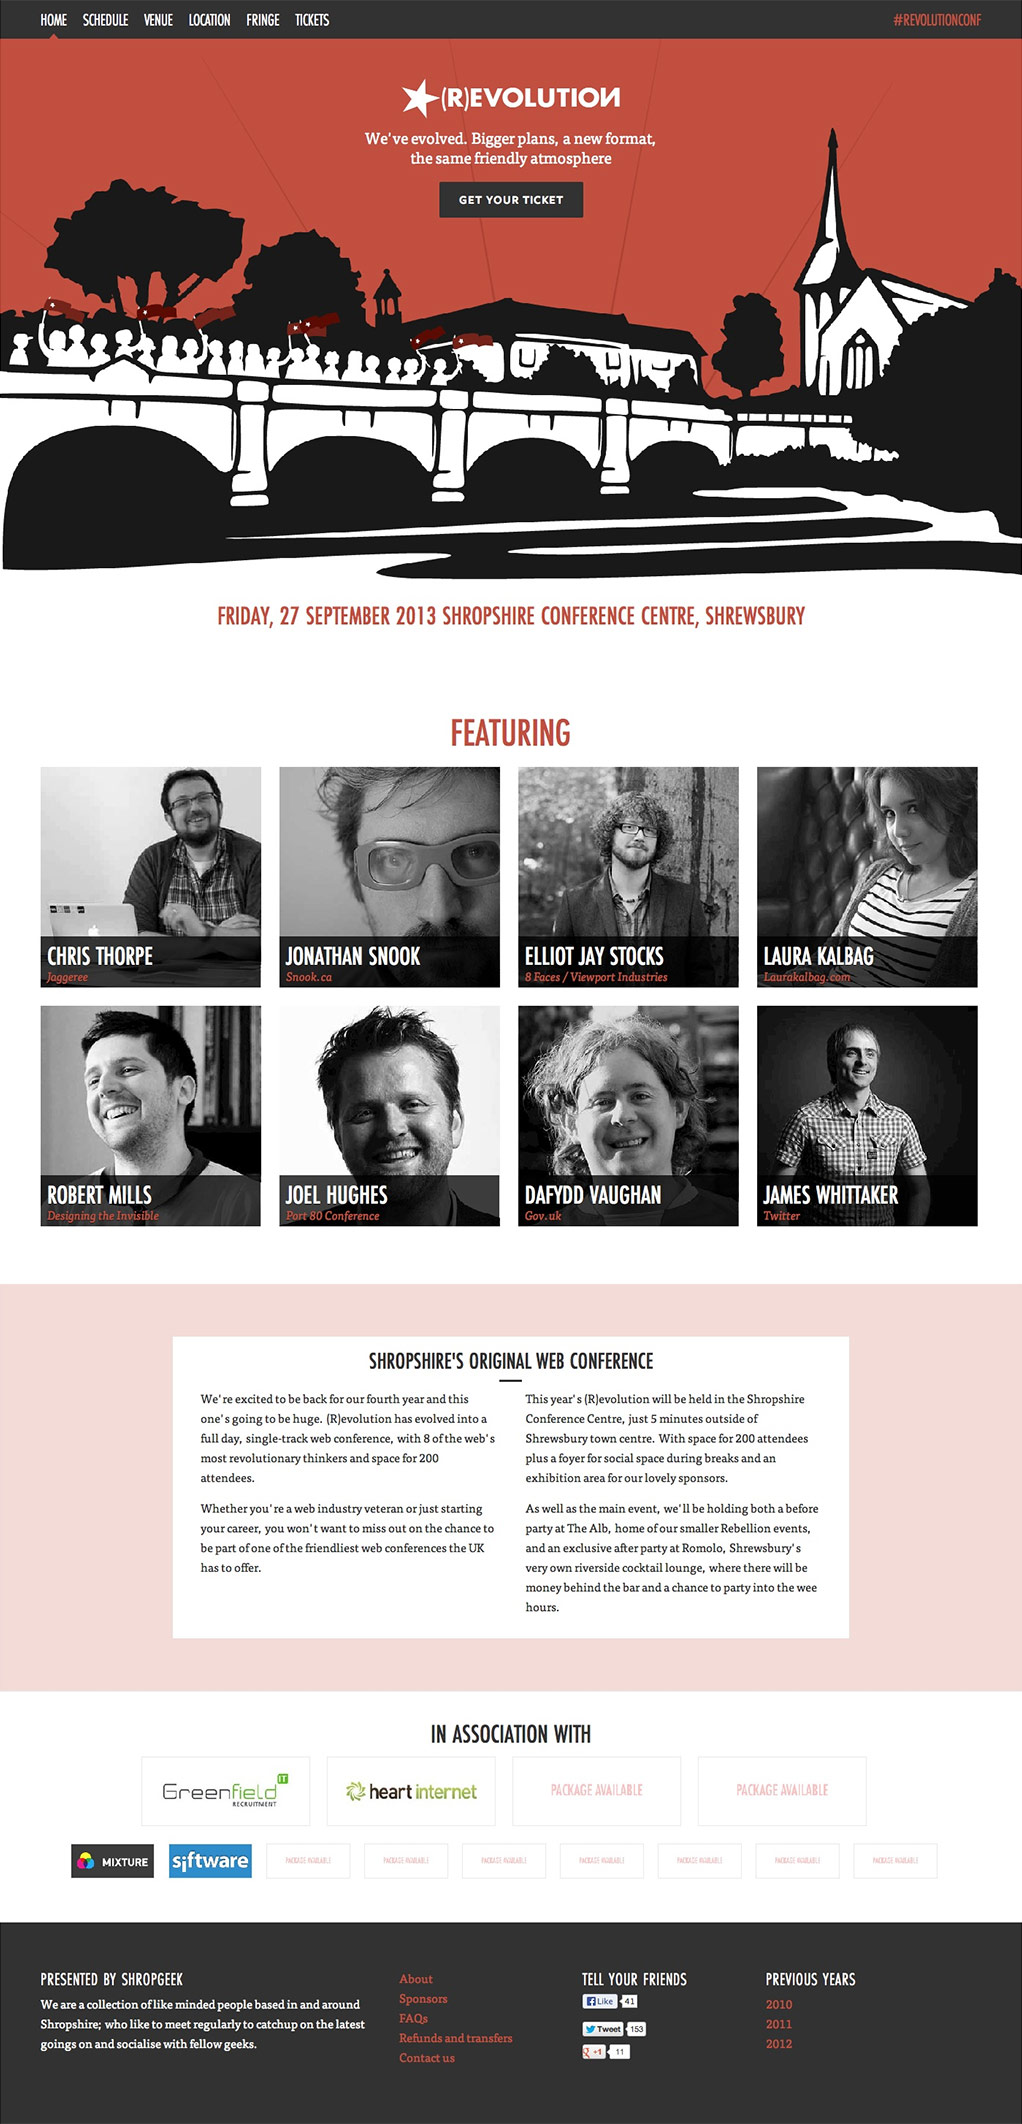 HOME SCHEDULE VENUE LOCATION FRINGE TICKETS #REVOLUTIONCONF
(R)EVOLUTION
We've evolved. Bigger plans, a new format,
the same friendly atmosphere
GET YOUR TICKET
FRIDAY, 27 SEPTEMBER 2013 SHROPSHIRE CONFERENCE CENTRE, SHREWSBURY
FEATURING
CHRIS THORPE
Jaggeree
JONATHAN SNOOK
Snook.ca
ELLIOT JAY STOCKS
8 Faces / Viewport Industries
LAURA KALBAG
Laurakalbag.com
ROBERT MILLS
Designing the Invisible
JOEL HUGHES
Port 80 Conference
DAFYDD VAUGHAN
Gov.uk
JAMES WHITTAKER
Twitter
SHROPSHIRE'S ORIGINAL WEB CONFERENCE
We're excited to be back for our fourth year and this
one's going to be huge. (R)evolution has evolved into a
full day, single-track web conference, with 8 of the web's
most revolutionary thinkers and space for 200
attendees.
Whether you're a web industry veteran or just starting
your career, you won't want to miss out on the chance to
be part of one of the friendliest web conferences the UK
has to offer.
This year's (R)evolution will be held in the Shropshire
Conference Centre, just 5 minutes outside of
Shrewsbury town centre. With space for 200 attendees
plus a foyer for social space during breaks and an
exhibition area for our lovely sponsors.
As well as the main event, we'll be holding both a before
party at The Alb, home of our smaller Rebellion events,
and an exclusive after party at Romolo, Shrewsbury's
very own riverside cocktail lounge, where there will be
money behind the bar and a chance to party into the wee
hours.
IN ASSOCIATION WITH
Greenfield IT
RECRUITMENT
heart internet
PACKAGE AVAILABLE
PACKAGE AVAILABLE
MIXTURE
siftware
PACKAGE AVAILABLE
PACKAGE AVAILABLE
PACKAGE AVAILABLE
PACKAGE AVAILABLE
PACKAGE AVAILABLE
PACKAGE AVAILABLE
PACKAGE AVAILABLE
PRESENTED BY SHROPGEEK
We are a collection of like minded people based in and around
Shropshire; who like to meet regularly to catchup on the latest
goings on and socialise with fellow geeks.
About
Sponsors
FAQs
Refunds and transfers
Contact us
TELL YOUR FRIENDS
Like 41
Tweet 153
+1 11
PREVIOUS YEARS
2010
2011
2012